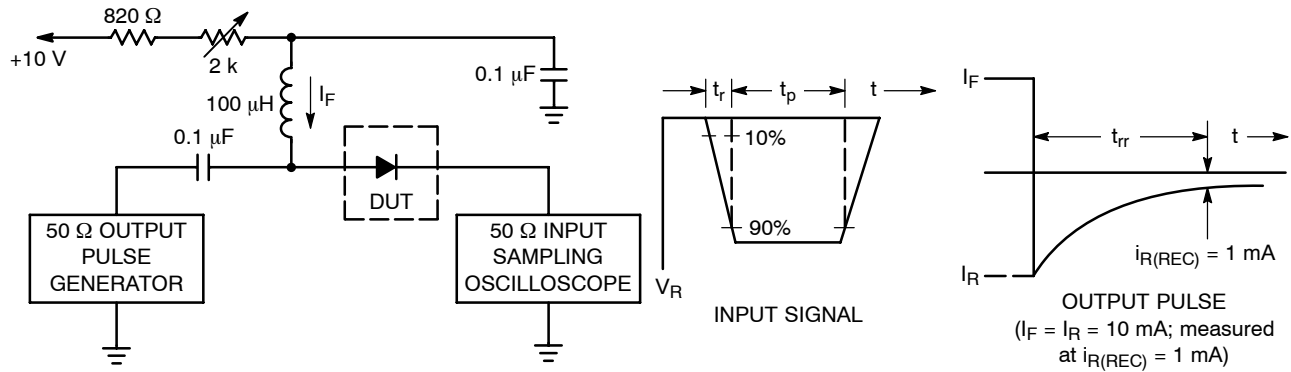 820 Ω
+10 V
2 k
100 μH
I_F
0.1 μF
0.1 μF
DUT
50 Ω OUTPUT
PULSE
GENERATOR
50 Ω INPUT
SAMPLING
OSCILLOSCOPE
t_r
t_p
t
10%
90%
V_R
INPUT SIGNAL
I_F
t_rr
t
i_R(REC) = 1 mA
I_R
OUTPUT PULSE
(I_F = I_R = 10 mA; measured
at i_R(REC) = 1 mA)